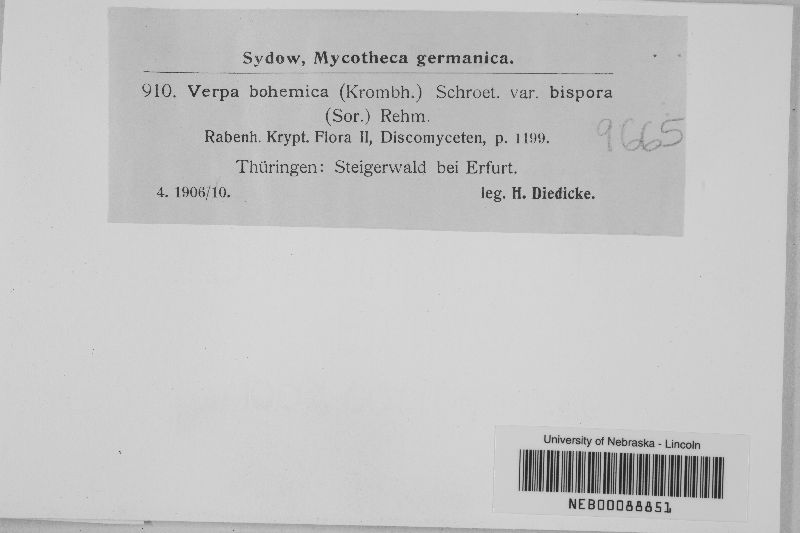 Sydow, Mycotheca germanica.
910. Verpa bohemica (Krombh.) Schroet. var. bispora
(Sor.) Rehm.
Rabenh. Krypt. Flora II, Discomyceten, p. 1199.
9665
Thüringen: Steigerwald bei Erfurt.
4. 1906/10. leg. H. Diedicke.
University of Nebraska - Lincoln
NEB00088851